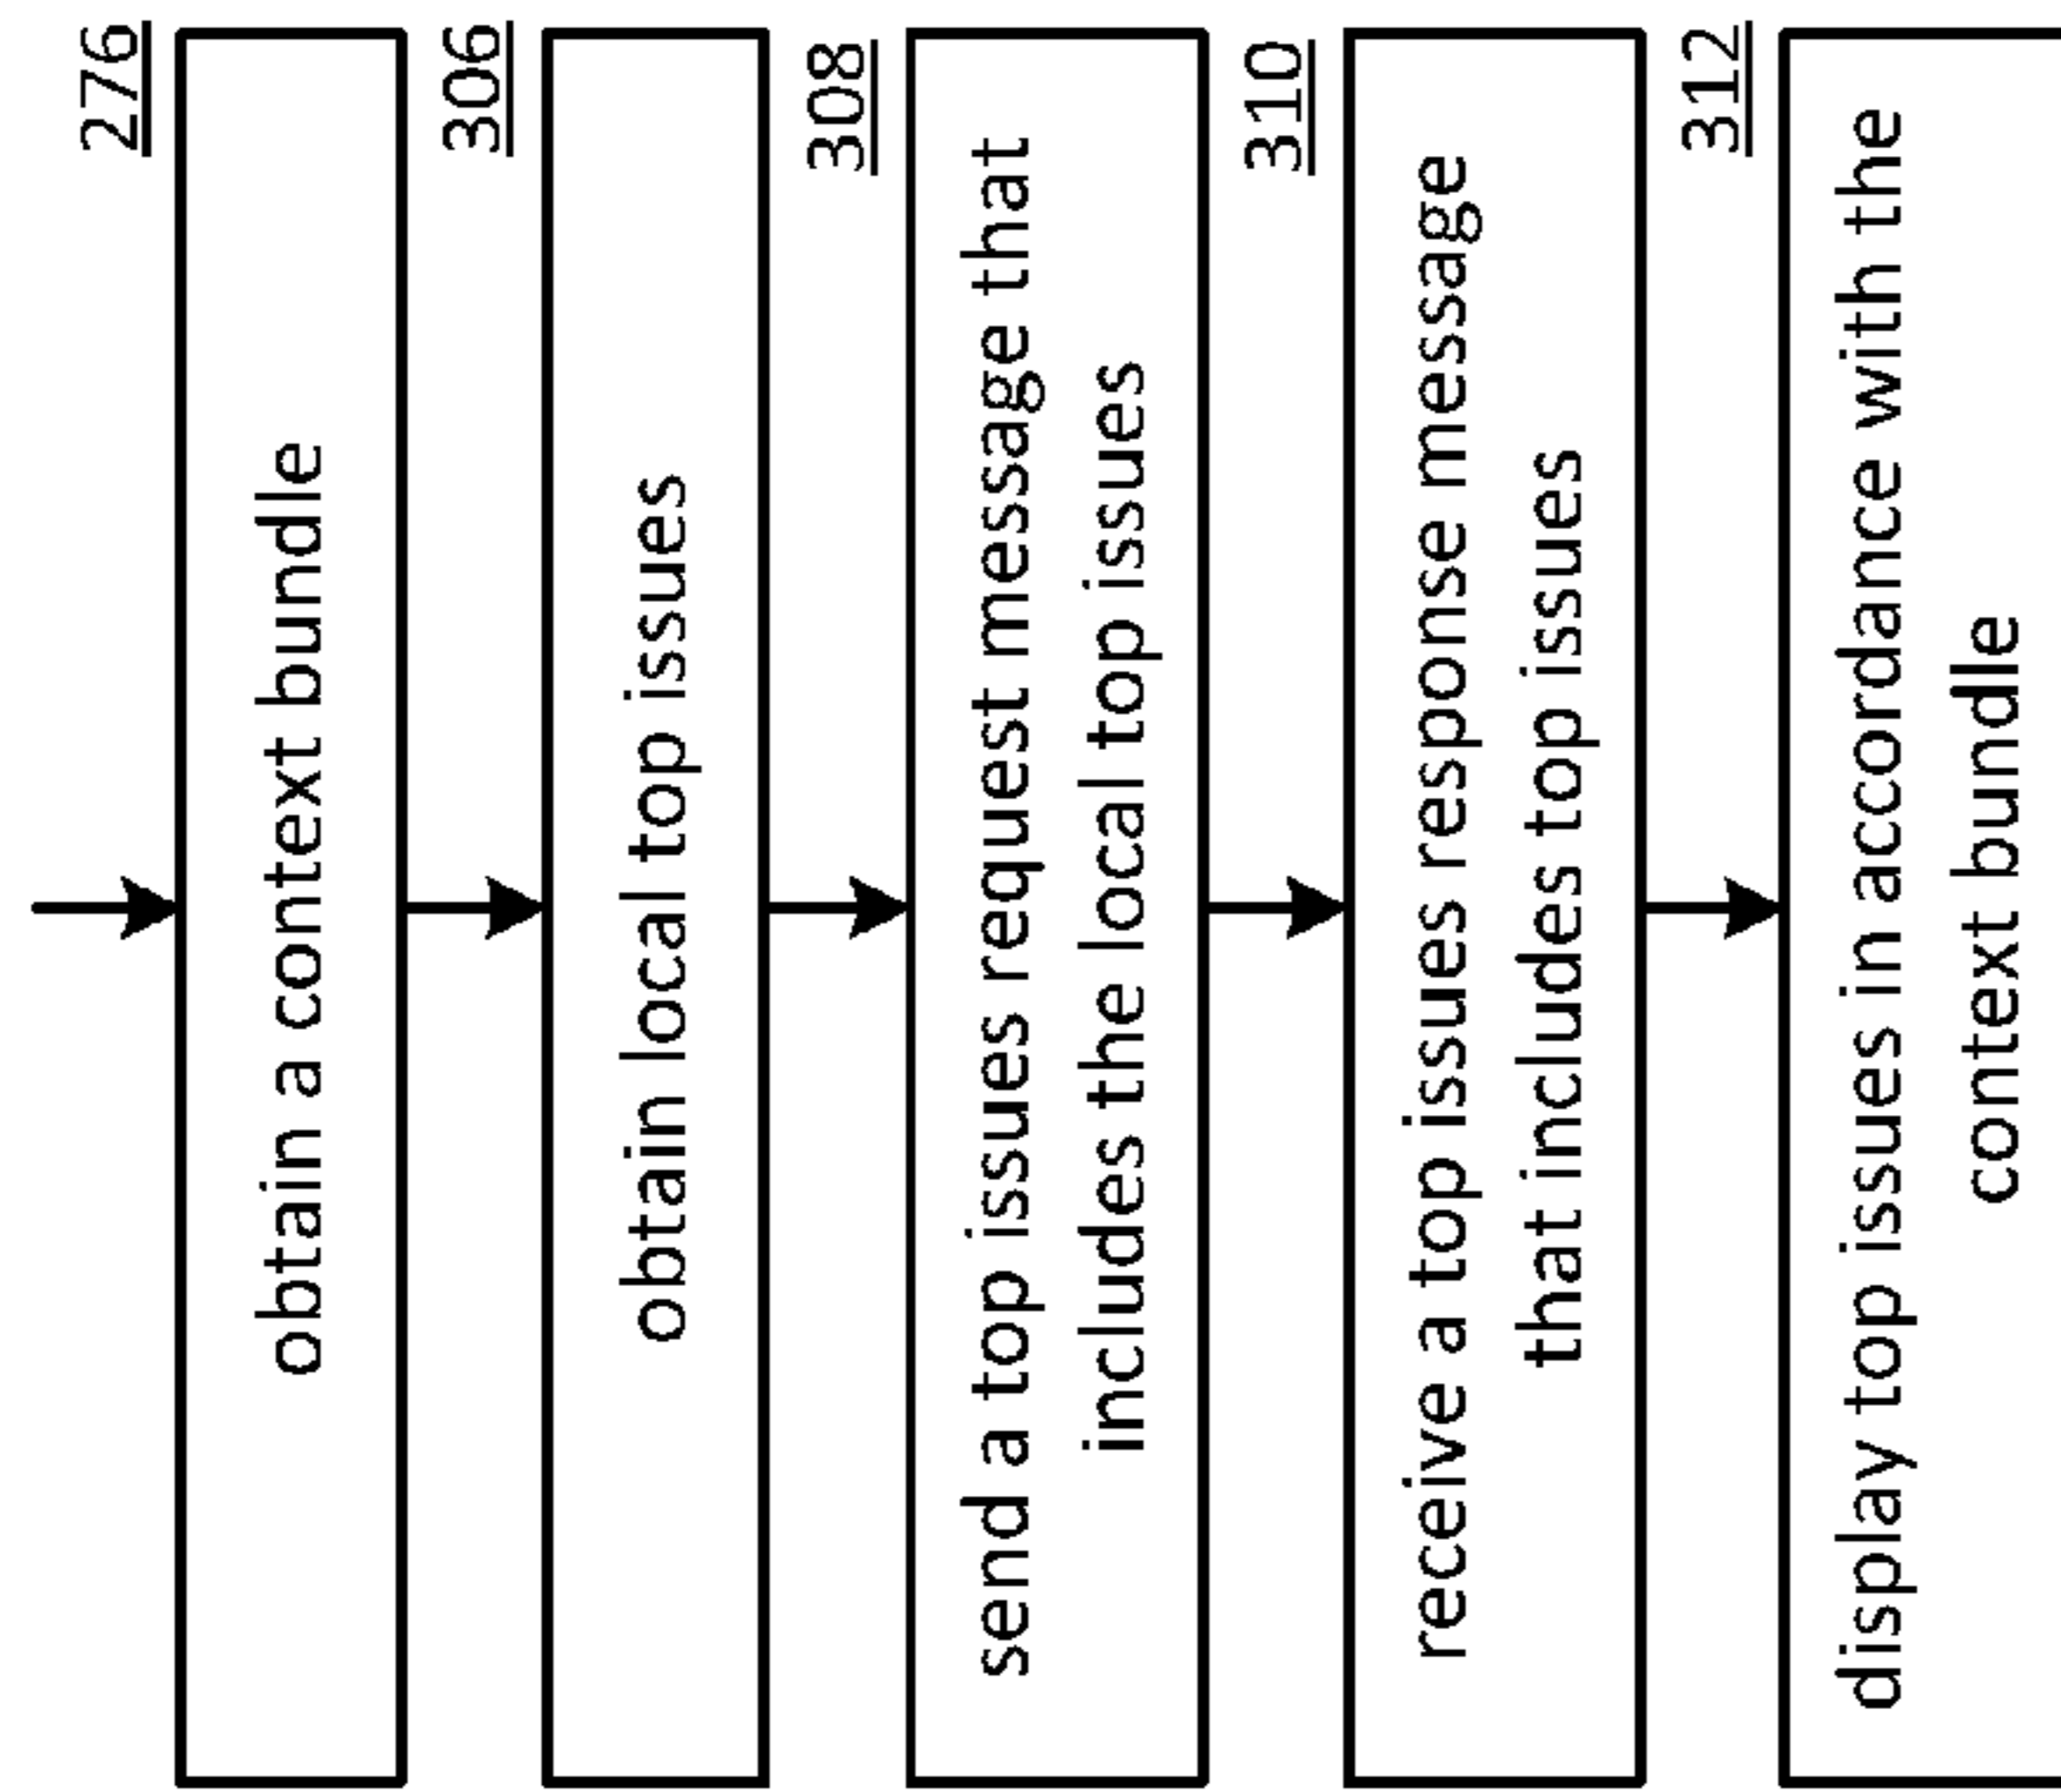 276
obtain a context bundle
306
obtain local top issues
308
send a top issues request message that
includes the local top issues
310
receive a top issues response message
that includes top issues
312
display top issues in accordance with the
context bundle